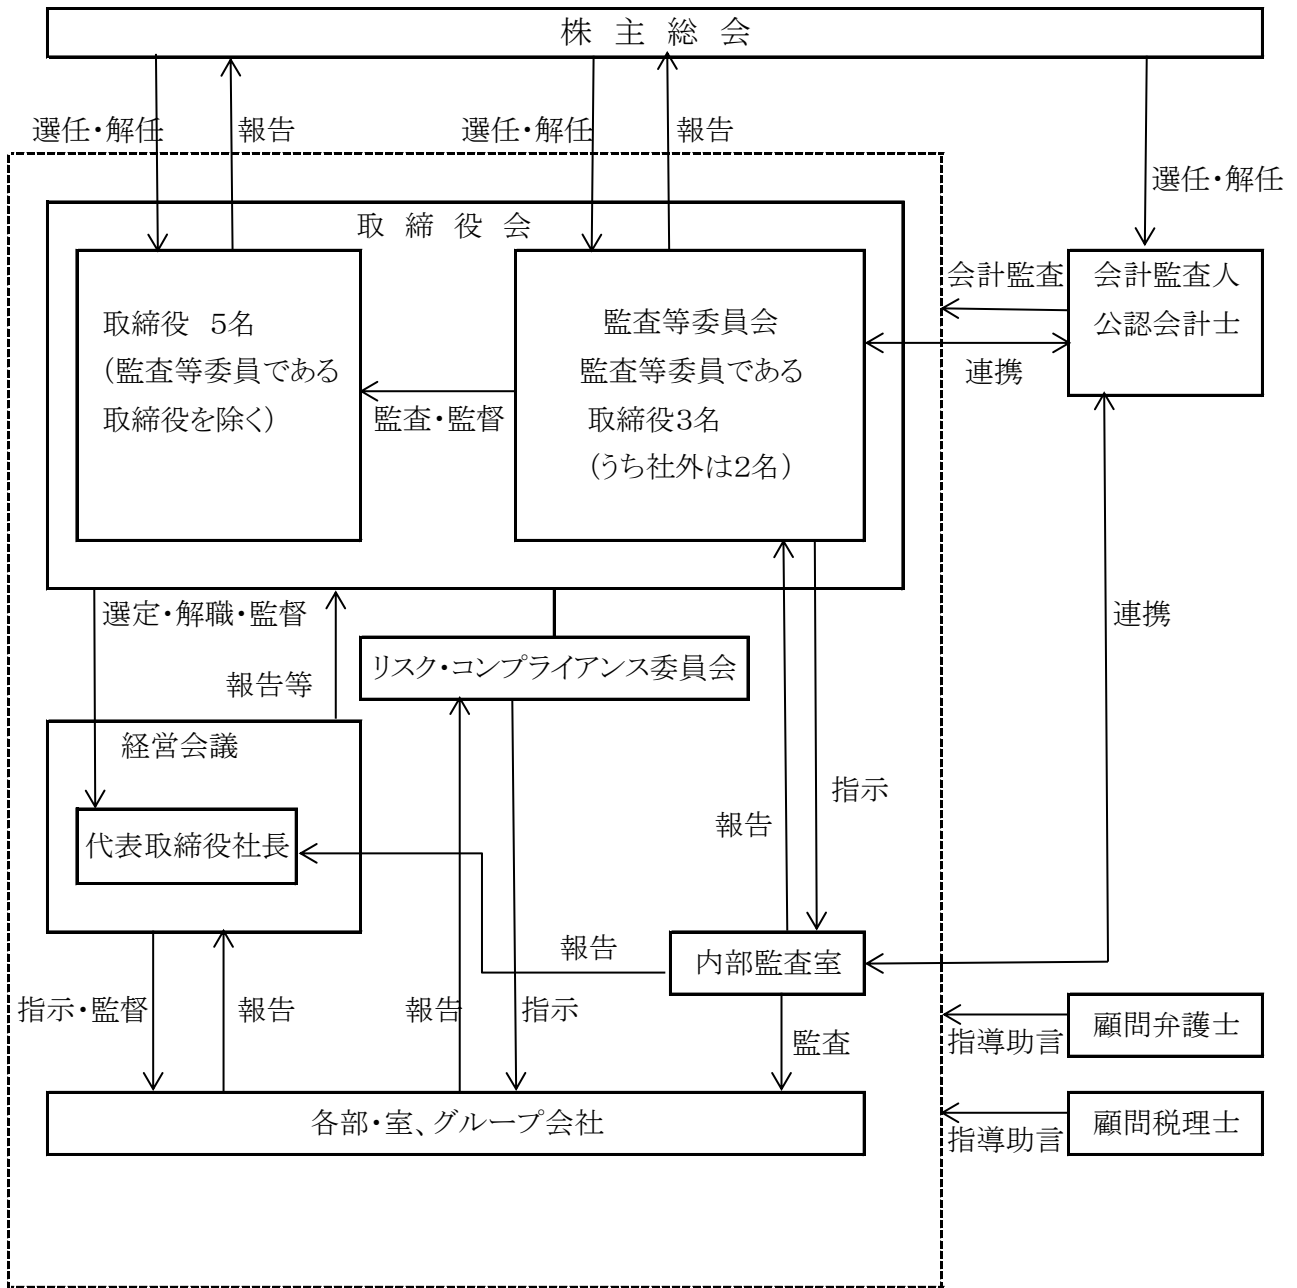 株主総会
選任・解任
報告
選任・解任
報告
選任・解任
取締役会
取締役 5名
(監査等委員である
取締役を除く)
監査・監督
監査等委員会
監査等委員である
取締役3名
(うち社外は2名)
会計監査
連携
会計監査人
公認会計士
選定・解職・監督
報告等
リスク・コンプライアンス委員会
連携
経営会議
代表取締役社長
報告
指示
報告
内部監査室
指示・監督
報告
報告
指示
監査
指導助言
顧問弁護士
各部・室、グループ会社
指導助言
顧問税理士